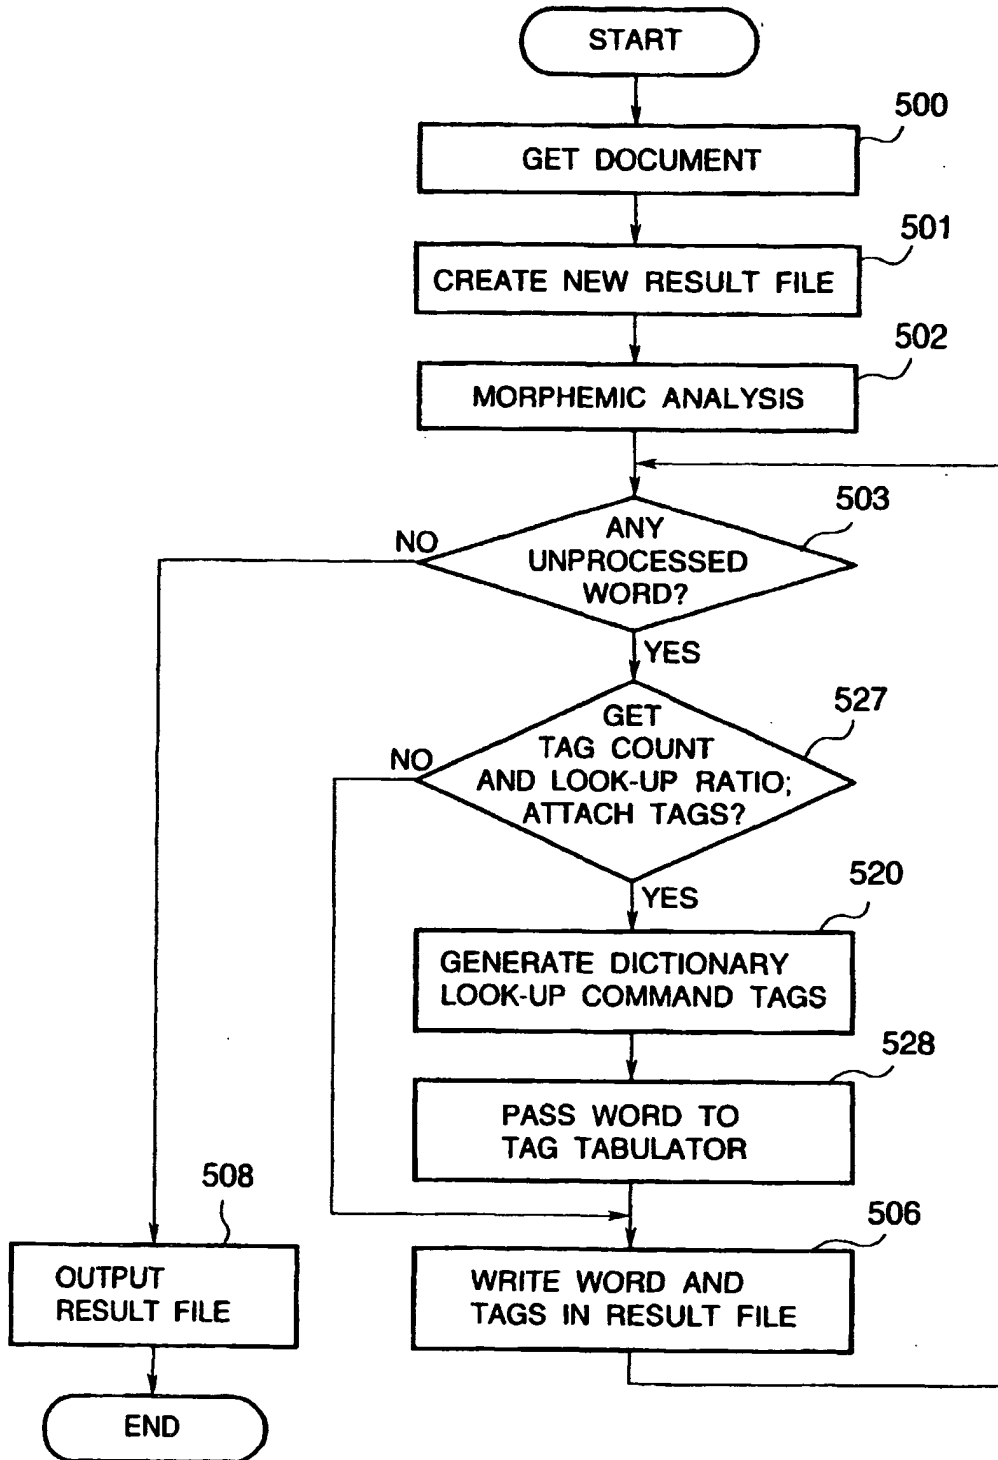 START
500
GET DOCUMENT
501
CREATE NEW RESULT FILE
502
MORPHEMIC ANALYSIS
503
NO
ANY
UNPROCESSED
WORD?
YES
527
NO
GET
TAG COUNT
AND LOOK-UP RATIO;
ATTACH TAGS?
YES
520
GENERATE DICTIONARY
LOOK-UP COMMAND TAGS
528
PASS WORD TO
TAG TABULATOR
508
506
OUTPUT
RESULT FILE
WRITE WORD AND
TAGS IN RESULT FILE
END